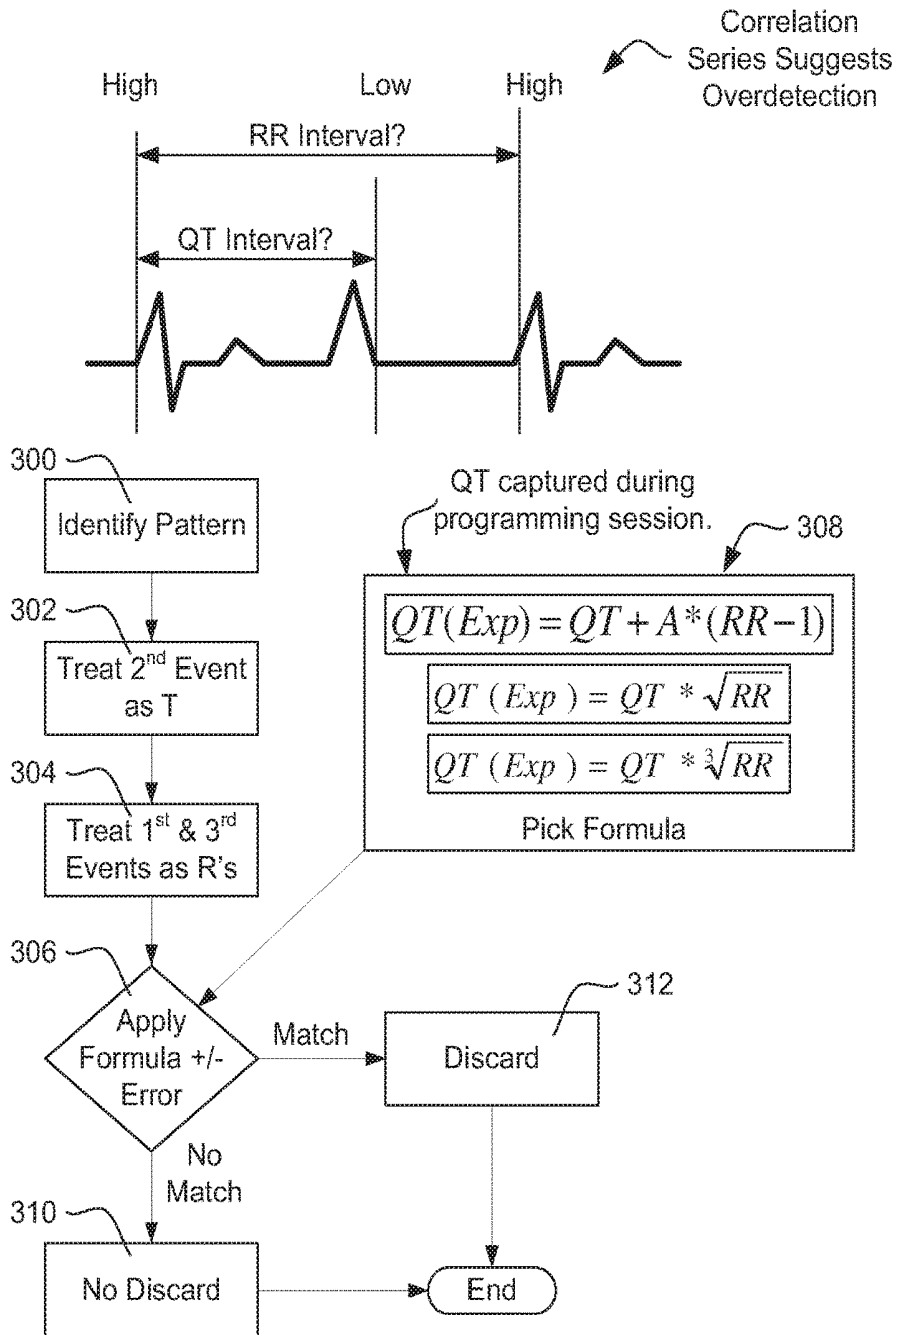 Correlation
Series Suggests
Overdetection
High
Low
High
RR Interval?
QT Interval?
300
Identify Pattern
302
Treat 2nd Event
as T
304
Treat 1st & 3rd
Events as R's
306
Apply
Formula +/-
Error
QT captured during
programming session.
308
QT(Exp) = QT + A*(RR−1)
QT (Exp ) = QT * √RR
QT (Exp ) = QT * ∛RR
Pick Formula
Match
312
Discard
No
Match
310
No Discard
End